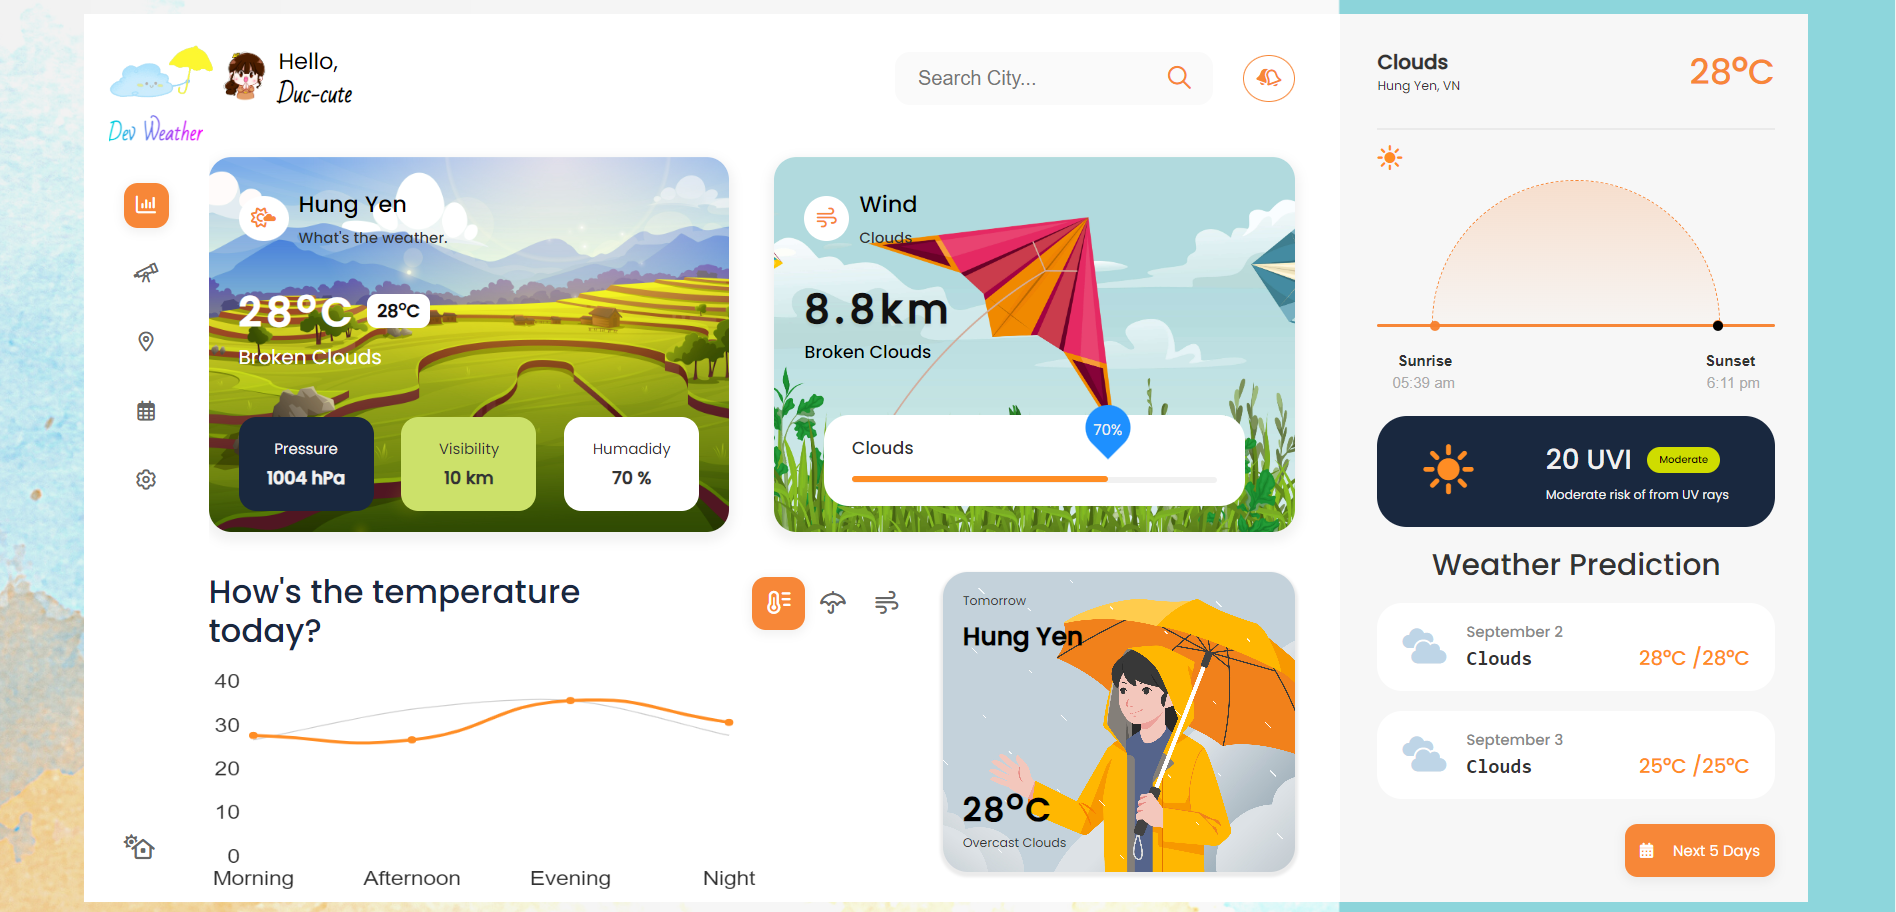 Hello,
Duc-cute
Dev Weather
Search City...
Hung Yen
What's the weather.
28°C
28°C
Broken Clouds
Pressure
1004 hPa
Visibility
10 km
Humadidy
70 %
Wind
Clouds
8.8km
Broken Clouds
Clouds
70%
How's the temperature
today?
40
30
20
10
0
Morning Afternoon Evening Night
Tomorrow
Hung Yen
28°C
Overcast Clouds
Clouds
Hung Yen, VN
28°C
Sunrise
05:39 am
Sunset
6:11 pm
20 UVI
Moderate
Moderate risk of from UV rays
Weather Prediction
September 2
Clouds
28°C /28°C
September 3
Clouds
25°C /25°C
Next 5 Days